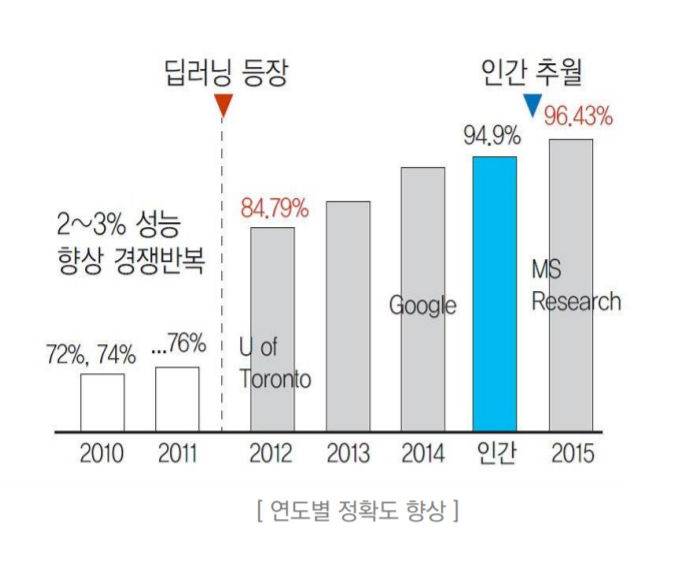 딥러닝 등장
인간 추월
96.43%
94.9%
84.79%
2~3% 성능
향상 경쟁반복
72%, 74%
...76%
U of
Toronto
Google
MS
Research
2010
2011
2012
2013
2014
인간
2015
[ 연도별 정확도 향상 ]